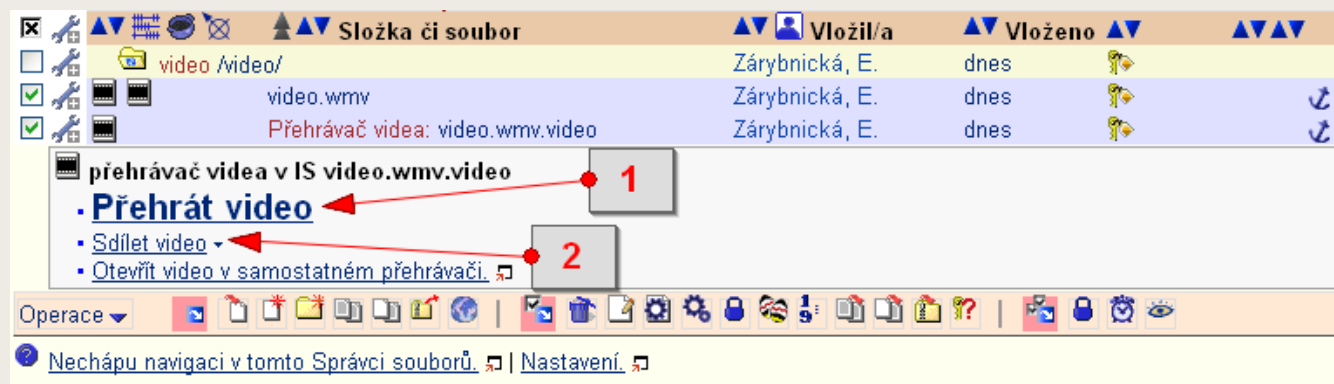 Složka či soubor Vložil/a Vloženo
video /video/ Zárybnická, E. dnes
video.wmv Zárybnická, E. dnes
Přehrávač videa: video.wmv.video Zárybnická, E. dnes
přehrávač videa v IS video.wmv.video
1
Přehrát video
Sdílet video
2
Otevřít video v samostatném přehrávači.
Operace
Nechápu navigaci v tomto Správci souborů. | Nastavení.